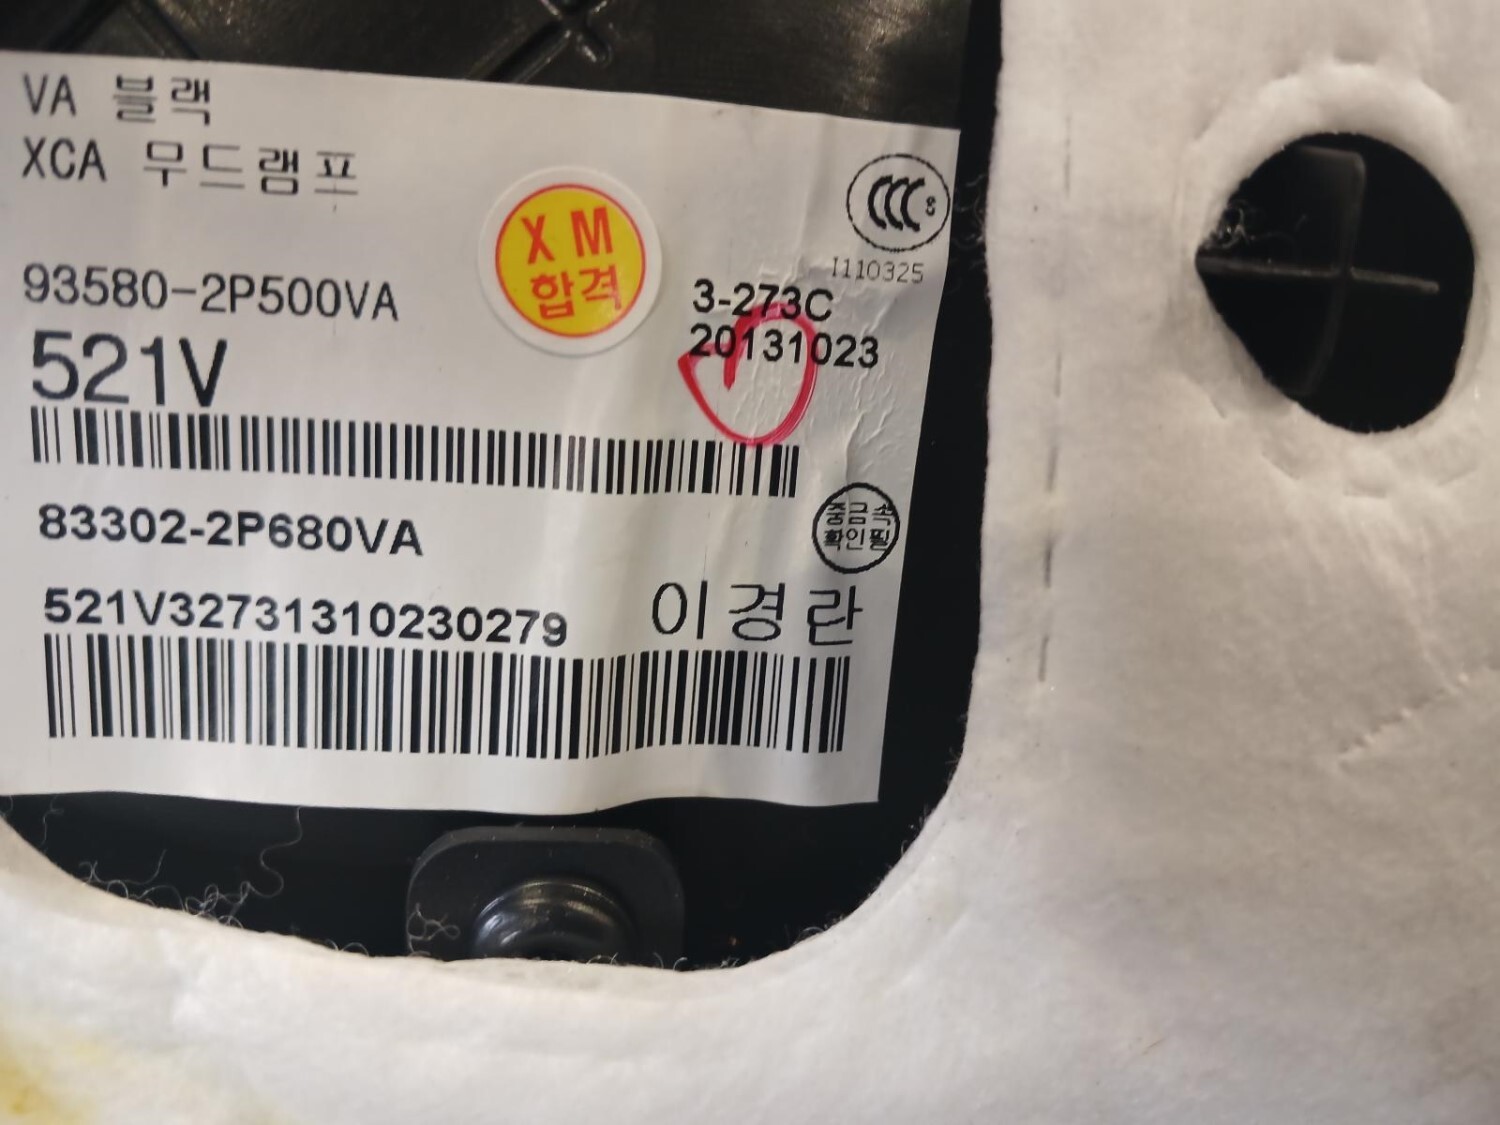 VA 블랙
XCA 무드램프
XM
합격
CCC S
I110325
93580-2P500VA
3-273C
20131023
521V
83302-2P680VA
중금속
확인필
521V32731310230279
이경란